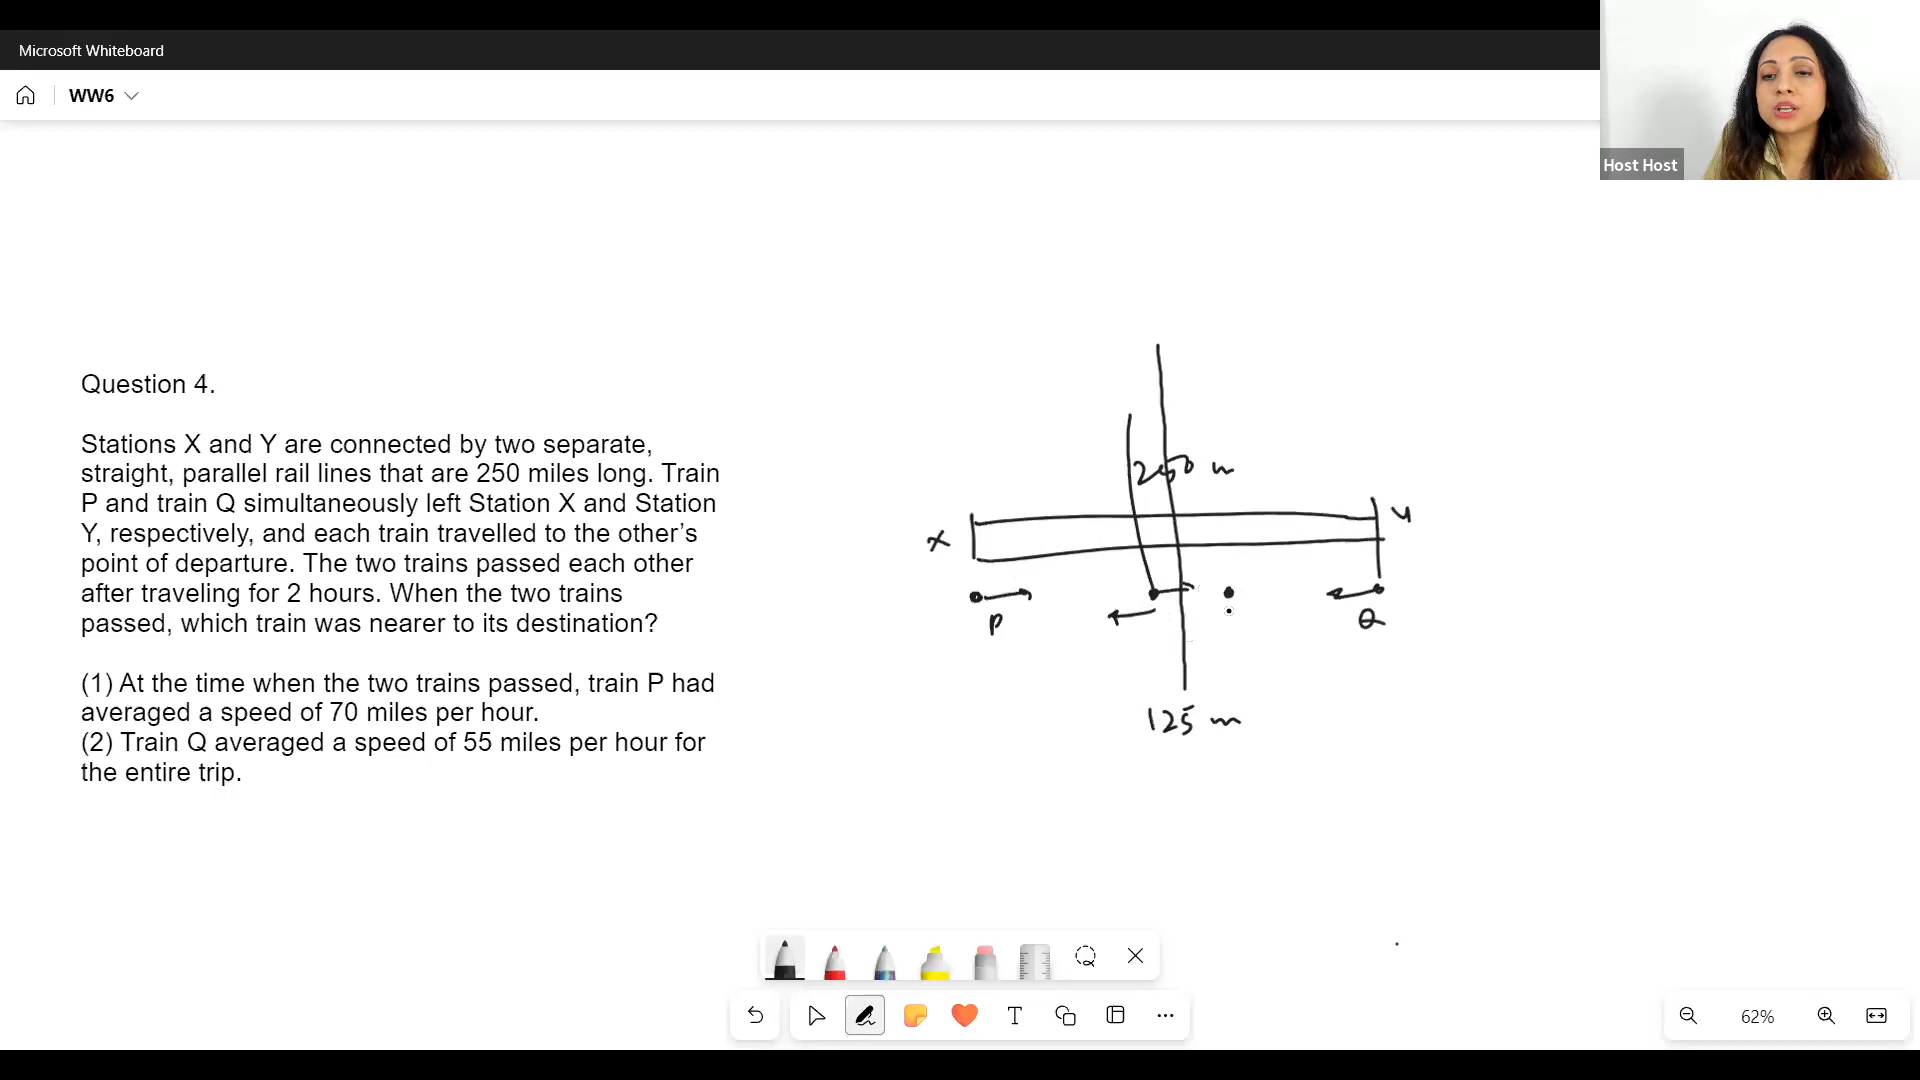 Microsoft Whiteboard
WW6
Host Host
Question 4.
Stations X and Y are connected by two separate,
straight, parallel rail lines that are 250 miles long. Train
P and train Q simultaneously left Station X and Station
Y, respectively, and each train travelled to the other’s
point of departure. The two trains passed each other
after traveling for 2 hours. When the two trains
passed, which train was nearer to its destination?
(1) At the time when the two trains passed, train P had
averaged a speed of 70 miles per hour.
(2) Train Q averaged a speed of 55 miles per hour for
the entire trip.
250 m
X
Y
P
Q
125 m
62%